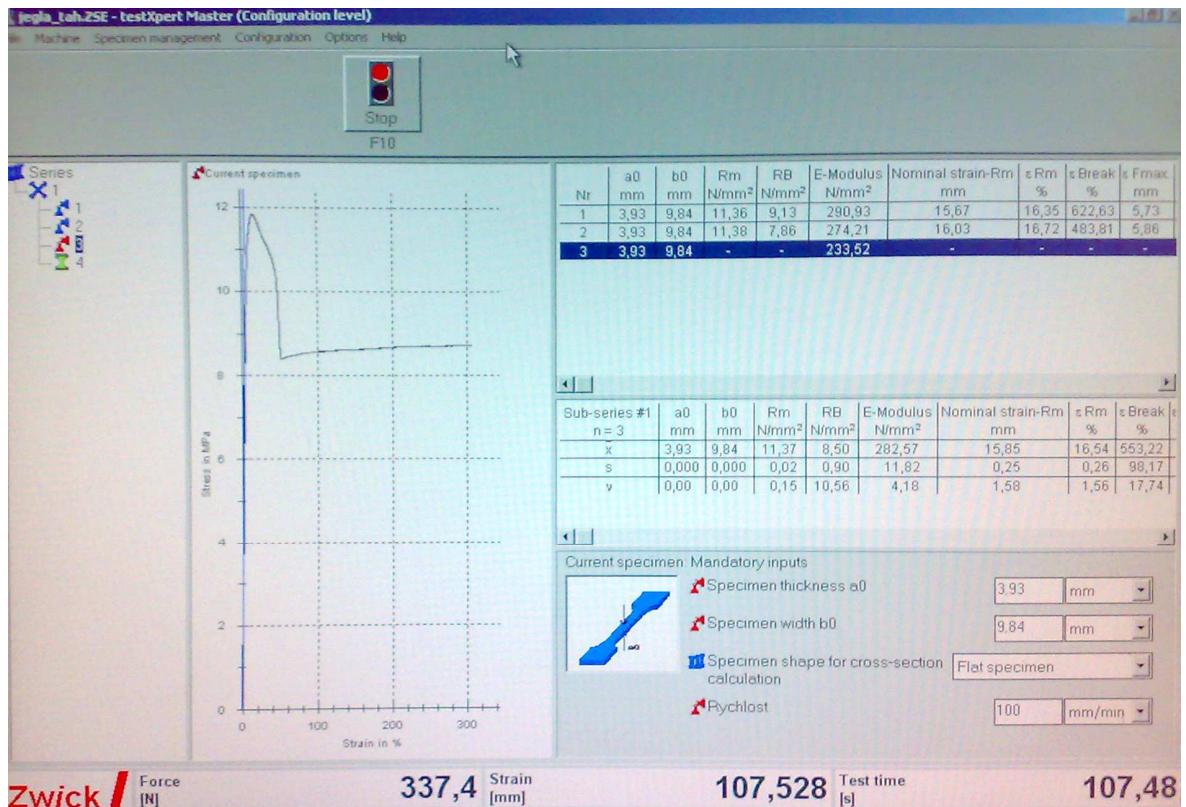 jegla_tah.ZSE - testXpert Master (Configuration level)
Machine Specimen management Configuration Options Help
Stop
F10
Series
1
1
2
3
4
Current specimen
12
10
8
6
4
2
0
Stress in MPa
0 100 200 300
Strain in %
Nr a0 b0 Rm RB E-Modulus Nominal strain-Rm ε Rm ε Break ε Fmax
mm mm N/mm² N/mm² N/mm² mm % % mm
1 3,93 9,84 11,36 9,13 290,93 15,67 16,35 622,63 5,73
2 3,93 9,84 11,38 7,86 274,21 16,03 16,72 483,81 5,86
3 3,93 9,84 - - 233,52 - - - -
Sub-series #1 a0 b0 Rm RB E-Modulus Nominal strain-Rm ε Rm ε Break
n = 3 mm mm N/mm² N/mm² N/mm² mm % %
x̄ 3,93 9,84 11,37 8,50 282,57 15,85 16,54 553,22
s 0,000 0,000 0,02 0,90 11,82 0,25 0,26 98,17
ν 0,00 0,00 0,15 10,56 4,18 1,58 1,56 17,74
Current specimen: Mandatory inputs
Specimen thickness a0 3,93 mm
Specimen width b0 9,84 mm
Specimen shape for cross-section Flat specimen
calculation
Rychlost 100 mm/min
a0
Zwick Force 337,4 Strain 107,528 Test time 107,48
[N] [mm] [s]